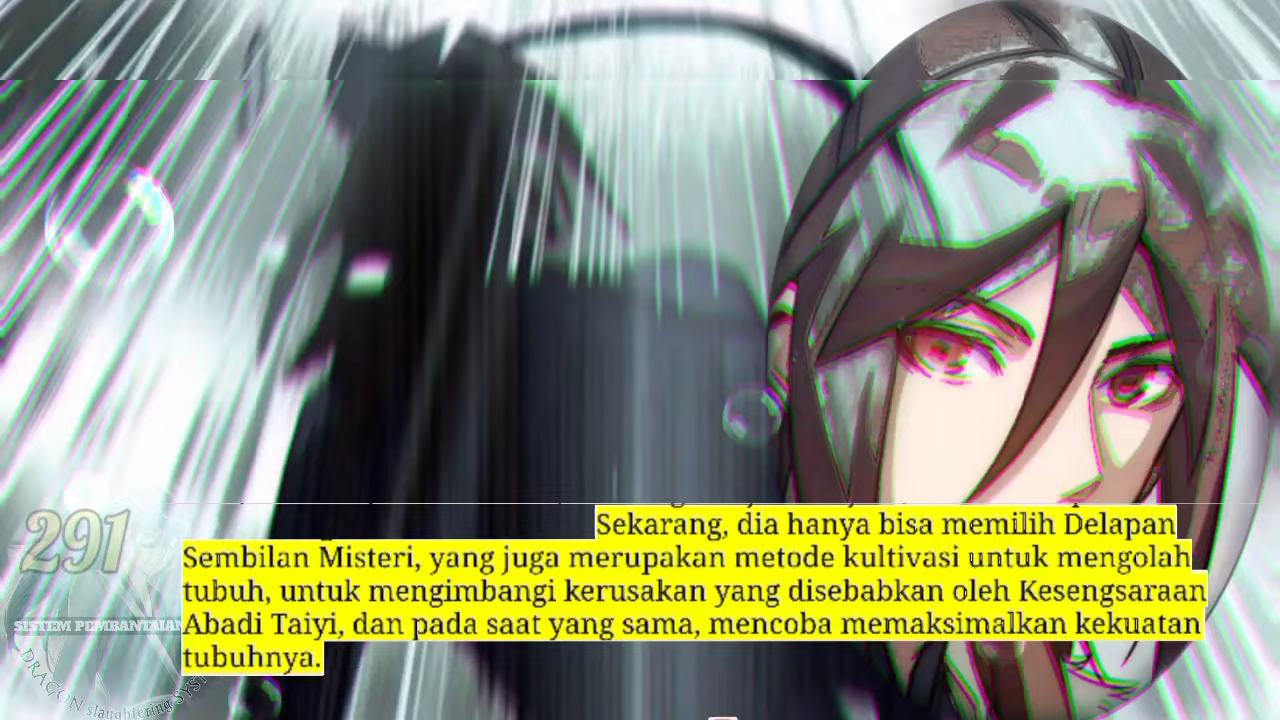 Sekarang, dia hanya bisa memilih Delapan
Sembilan Misteri, yang juga merupakan metode kultivasi untuk mengolah
tubuh, untuk mengimbangi kerusakan yang disebabkan oleh Kesengsaraan
Abadi Taiyi, dan pada saat yang sama, mencoba memaksimalkan kekuatan
tubuhnya.
291
SISTEM PEMBANTAIAN
DRAGON slaughtering SYST